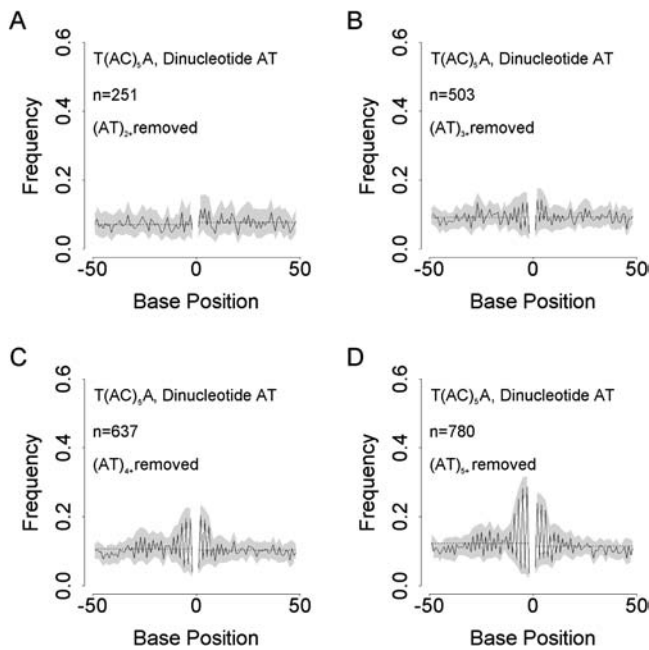 A
T(AC)₅A, Dinucleotide AT
n=251
(AT)₂₊removed
Frequency
0.0 0.2 0.4 0.6
-50 0 50
Base Position
B
T(AC)₅A, Dinucleotide AT
n=503
(AT)₃₊removed
Frequency
0.0 0.2 0.4 0.6
-50 0 50
Base Position
C
T(AC)₅A, Dinucleotide AT
n=637
(AT)₄₊removed
Frequency
0.0 0.2 0.4 0.6
-50 0 50
Base Position
D
T(AC)₅A, Dinucleotide AT
n=780
(AT)₅₊ removed
Frequency
0.0 0.2 0.4 0.6
-50 0 50
Base Position